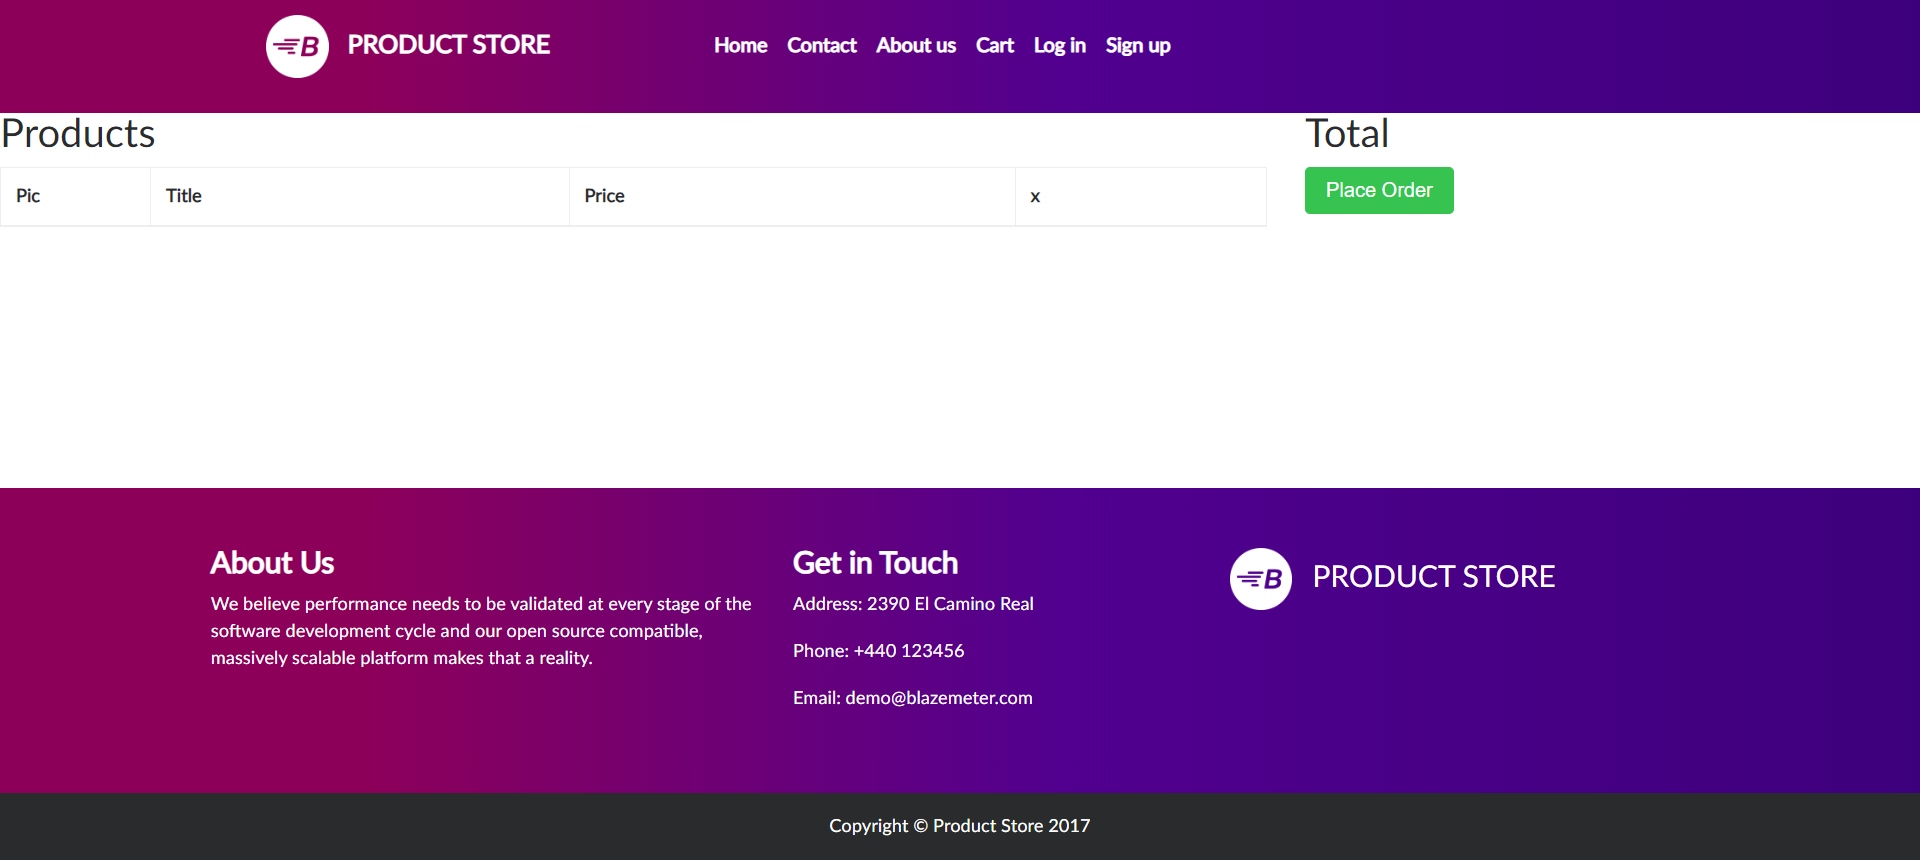 B PRODUCT STORE Home Contact About us Cart Log in Sign up
Products
Total
Pic Title Price x
Place Order
About Us
We believe performance needs to be validated at every stage of the
software development cycle and our open source compatible,
massively scalable platform makes that a reality.
Get in Touch
Address: 2390 El Camino Real
Phone: +440 123456
Email: demo@blazemeter.com
B PRODUCT STORE
Copyright © Product Store 2017